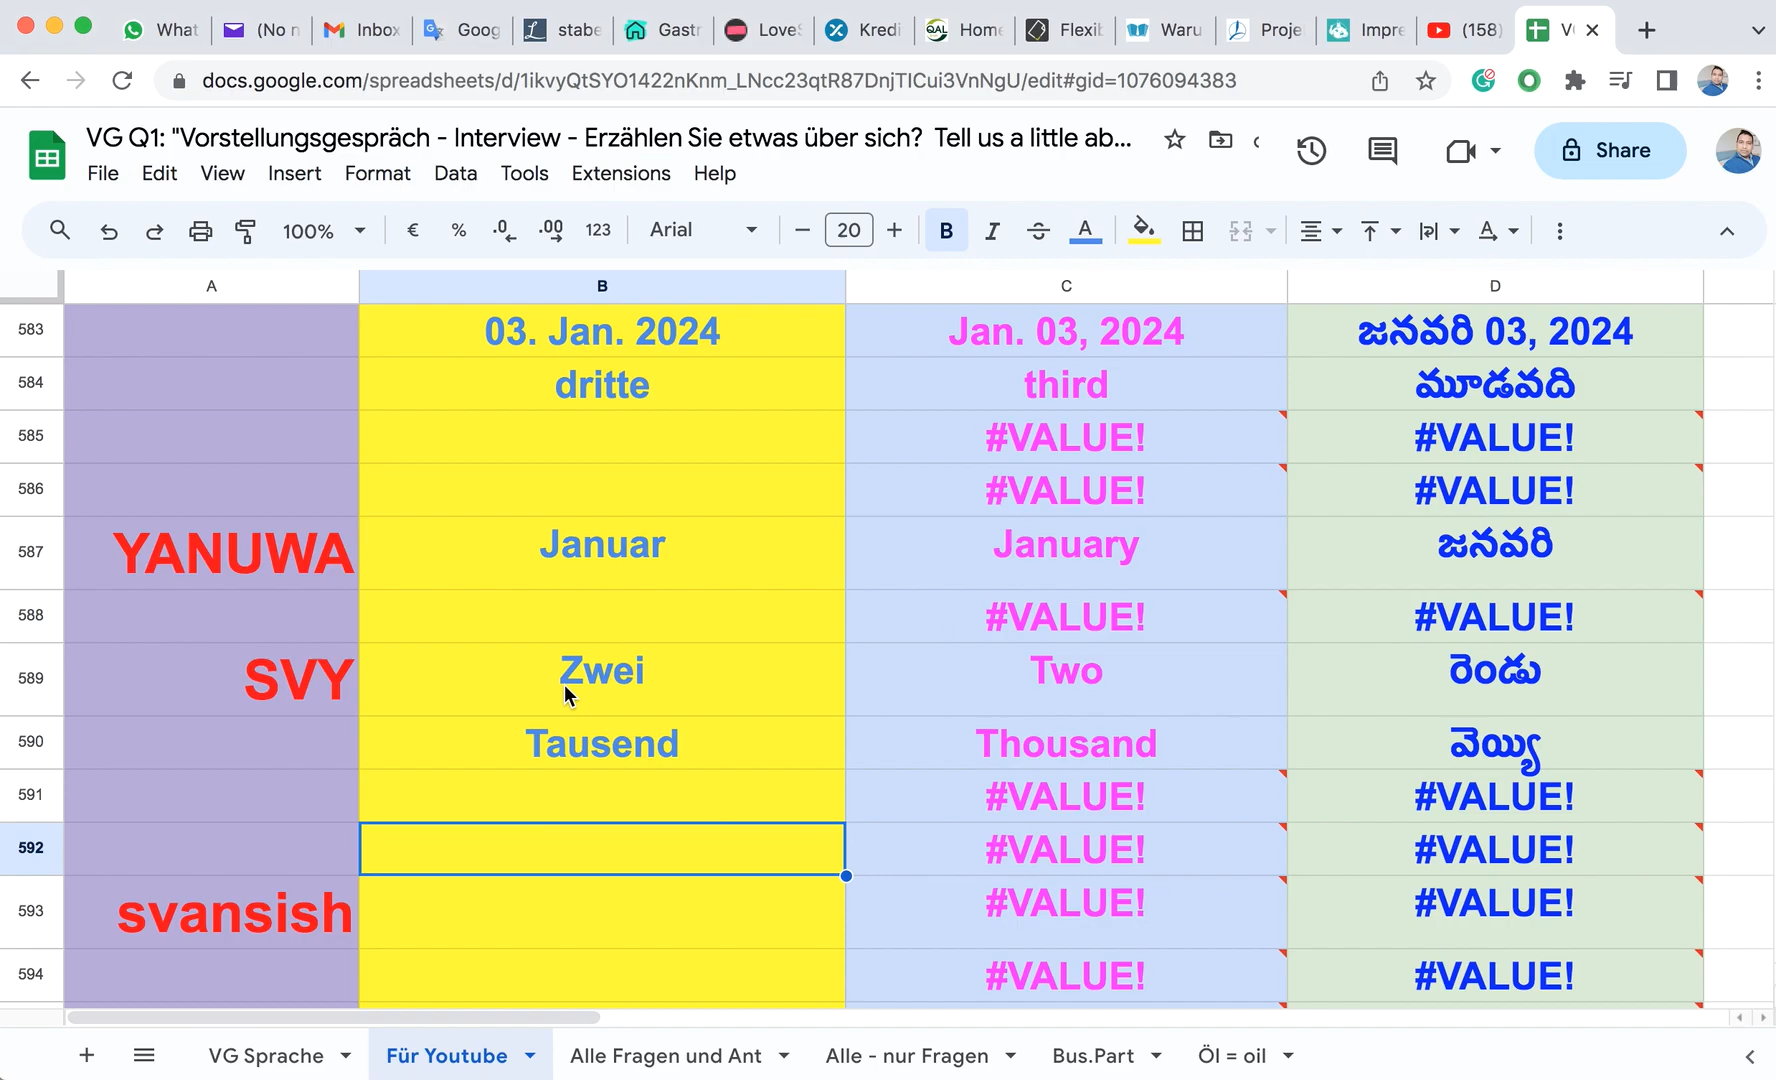 What
(No n
Inbox
Goog
stabe
Gastr
LoveS
Kredi
QAL
Home
Flexib
Waru
Proje
Impre
(158)
VG
docs.google.com/spreadsheets/d/1ikvyQtSYO1422nKnm_LNcc23qtR87DnjTICui3VnNgU/edit#gid=1076094383
VG Q1: "Vorstellungsgespräch - Interview - Erzählen Sie etwas über sich? Tell us a little ab...
Share
File Edit View Insert Format Data Tools Extensions Help
100% € % .0 .00 123 Arial 20 B I S A A
A B C D
583 03. Jan. 2024 Jan. 03, 2024 జనవరి 03, 2024
584 dritte third మూడవది
585 #VALUE! #VALUE!
586 #VALUE! #VALUE!
587 YANUWA Januar January జనవరి
588 #VALUE! #VALUE!
589 SVY Zwei Two రెండు
590 Tausend Thousand వెయ్యి
591 #VALUE! #VALUE!
592 #VALUE! #VALUE!
593 svansish #VALUE! #VALUE!
594 #VALUE! #VALUE!
VG Sprache Für Youtube Alle Fragen und Ant Alle - nur Fragen Bus.Part Öl = oil